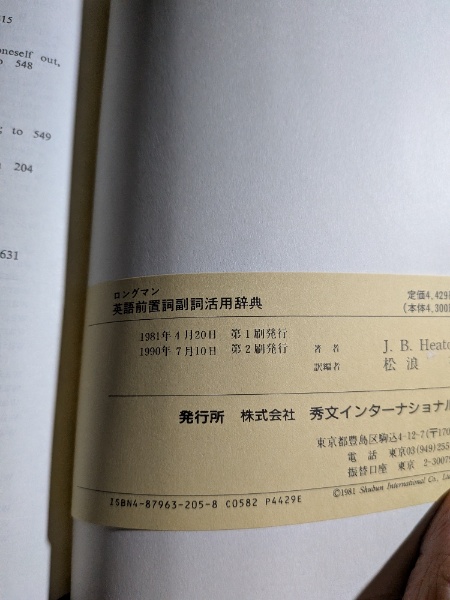 315
oneself out,
548
to 549
204
631
ロングマン
英語前置詞副詞活用辞典
定価4,429
(本体4,300
1981年4月20日 第1刷発行
1990年7月10日 第2刷発行
著者 J. B. Heato
訳編者 松浪
発行所 株式会社 秀文インターナショナル
東京都豊島区駒込4-12-7(〒170
電話 東京03(949)255
振替口座 東京 2-3007
©1981 Shubun International Co.,
ISBN4-87963-205-8 C0582 P4429E